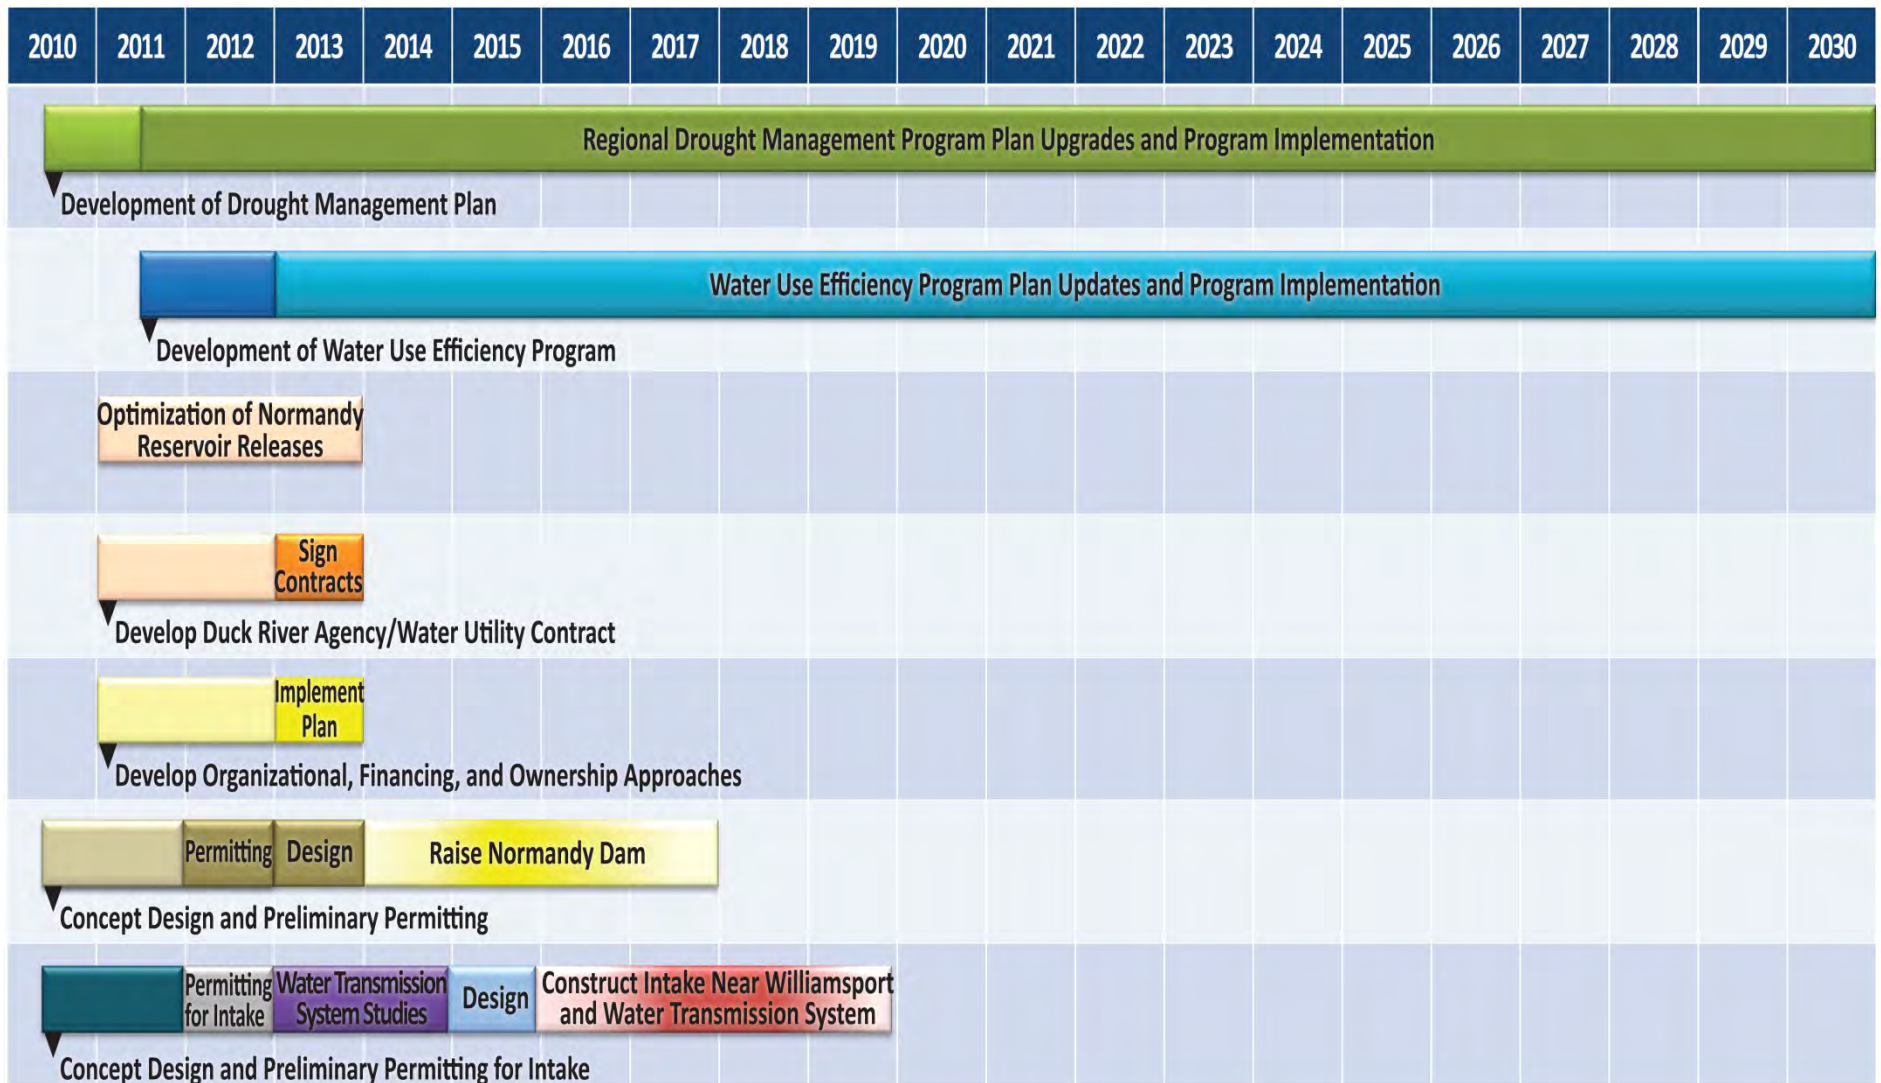 2010 2011 2012 2013 2014 2015 2016 2017 2018 2019 2020 2021 2022 2023 2024 2025 2026 2027 2028 2029 2030
Regional Drought Management Program Plan Upgrades and Program Implementation
Development of Drought Management Plan
Water Use Efficiency Program Plan Updates and Program Implementation
Development of Water Use Efficiency Program
Optimization of Normandy
Reservoir Releases
Sign
Contracts
Develop Duck River Agency/Water Utility Contract
Implement
Plan
Develop Organizational, Financing, and Ownership Approaches
Permitting
Design
Raise Normandy Dam
Concept Design and Preliminary Permitting
Permitting
for Intake
Water Transmission
System Studies
Design
Construct Intake Near Williamsport
and Water Transmission System
Concept Design and Preliminary Permitting for Intake